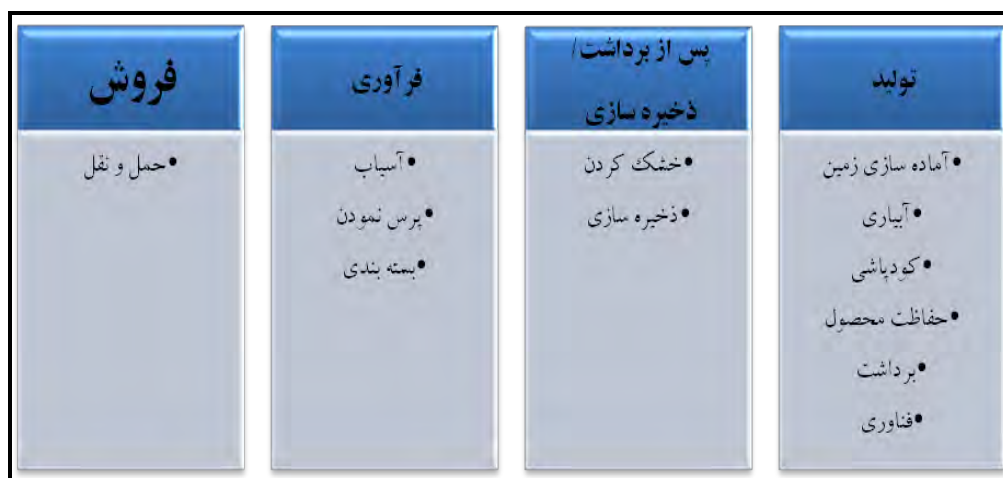 تولید
•آماده سازی زمین
•آبیاری
•کودپاشی
•حفاظت محصول
•برداشت
•فناوری
پس از برداشت/
ذخیره سازی
•خشک کردن
•ذخیره سازی
فرآوری
•آسیاب
•پرس نمودن
•بسته بندی
فروش
•حمل و نقل